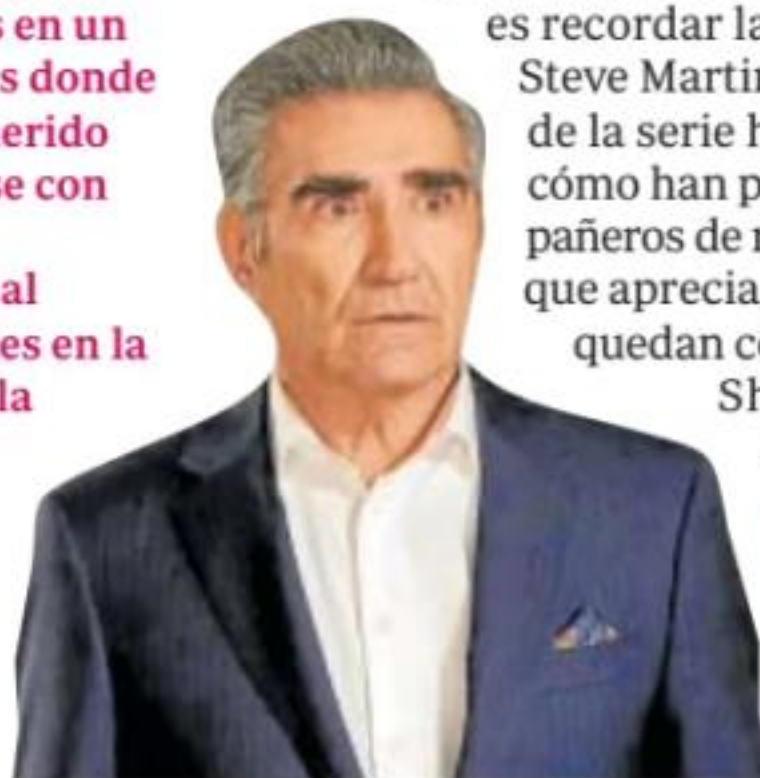 s en un
s donde
erido
se con
al
es en la
la
es recordar la
Steve Martin
de la serie h
cómo han p
pañeros de r
que aprecia
quedan co
Sh